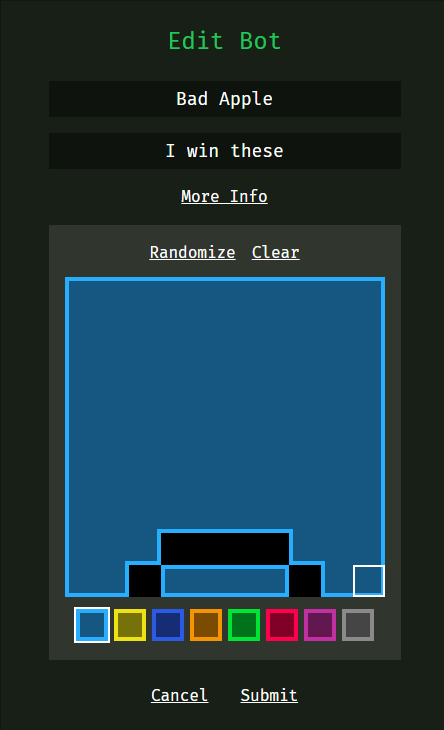 Edit Bot
Bad Apple
I win these
More Info
Randomize Clear
Cancel Submit